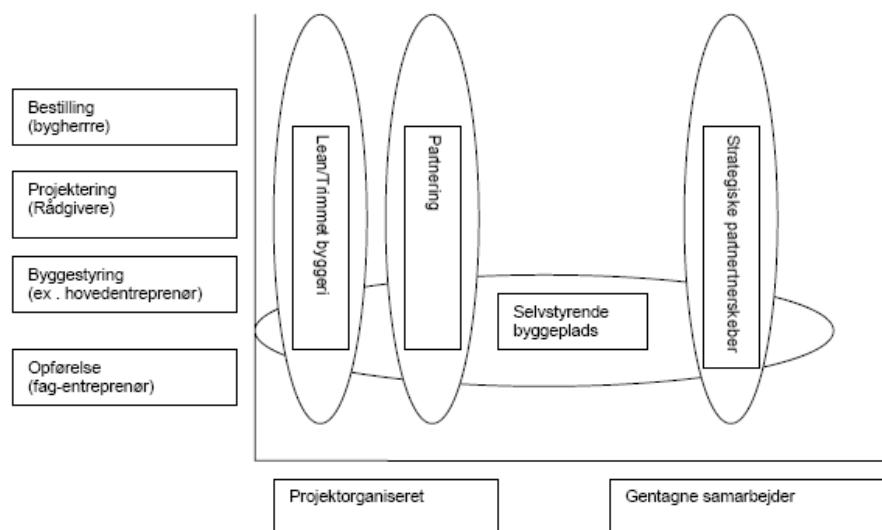 Bestilling
(bygherrre)
Projektering
(Rådgivere)
Byggestyring
(ex . hovedentreprenør)
Opførelse
(fag-entreprenør)
Lean/Trimmet byggeri
Partnering
Selvstyrende
byggeplads
Strategiske partnertnerskeber
Projektorganiseret
Gentagne samarbejder